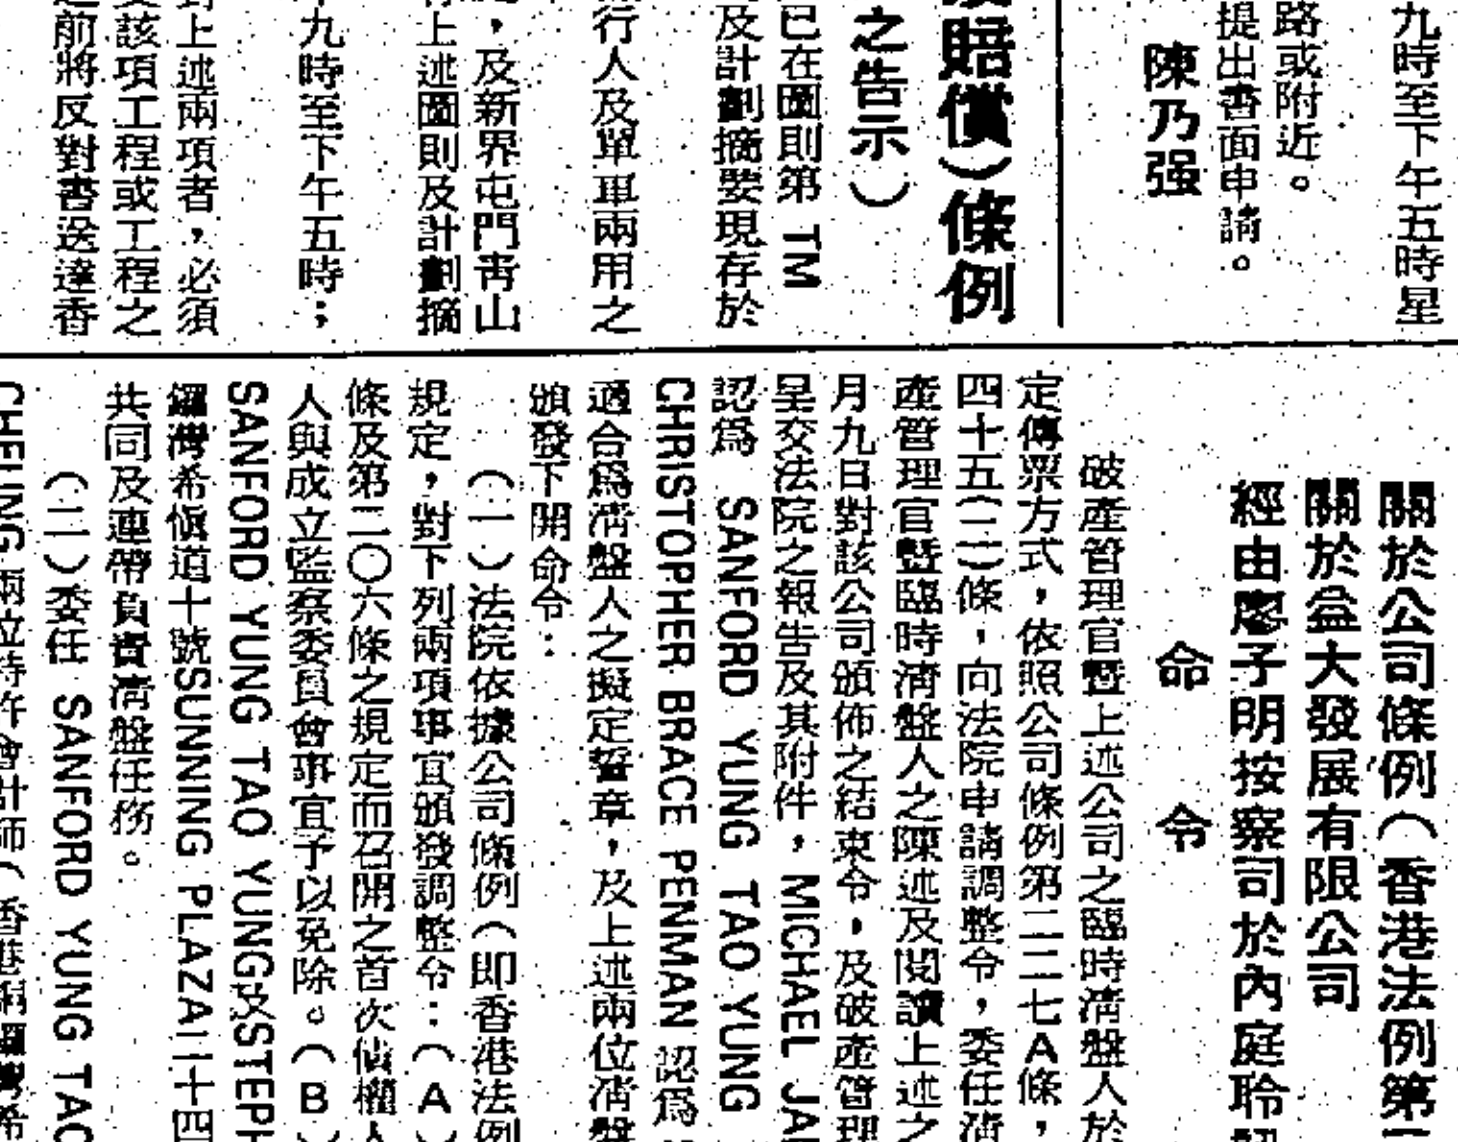 九時至下午五時星
路或附近。
提出書面申請。
陳乃强
賠償)條例
之告示)
已在圖則第 TM
及計劃摘要現存於
行人及單車兩用之
,及新界屯門靑山
上述圖則及計劃摘
九時至下午五時;
上述兩項者,必須
該項工程或工程之
前將反對書送達香
關於公司條例(香港法例第
關於益大發展有限公司
經由廖子明按察司於內庭聆
命 令
破產管理官暨上述公司之臨時清盤人於
定傳票方式,依照公司條例第二二七A條,
四十五(二)條,向法院申請調整令,委任清
產管理官暨臨時清盤人之陳述及閱讀上述之
月九日對該公司頒佈之結束令,及破產管理
呈交法院之報告及其附件,MICHAEL
認爲 SANFORD YUNG TAO YUNG
CHRISTOPHER BRACE PENMAN 認爲
適合爲清盤人之擬定誓章,及上述兩位清盤
頒發下開命令:
(一)法院依據公司條例(即香港法例
規定,對下列兩項事宜頒發調整令:(A)
條及第二〇六條之規定而召開之首次債權人
人與成立監察委員會事宜予以免除。(B)
SANFORD YUNG TAO YUNG及STEPH
鑼灣希愼道十號SUNNING PLAZA二十四
共同及連帶負責清盤任務。
(二)委任 SANFORD YUNG TAO
CHEUNG